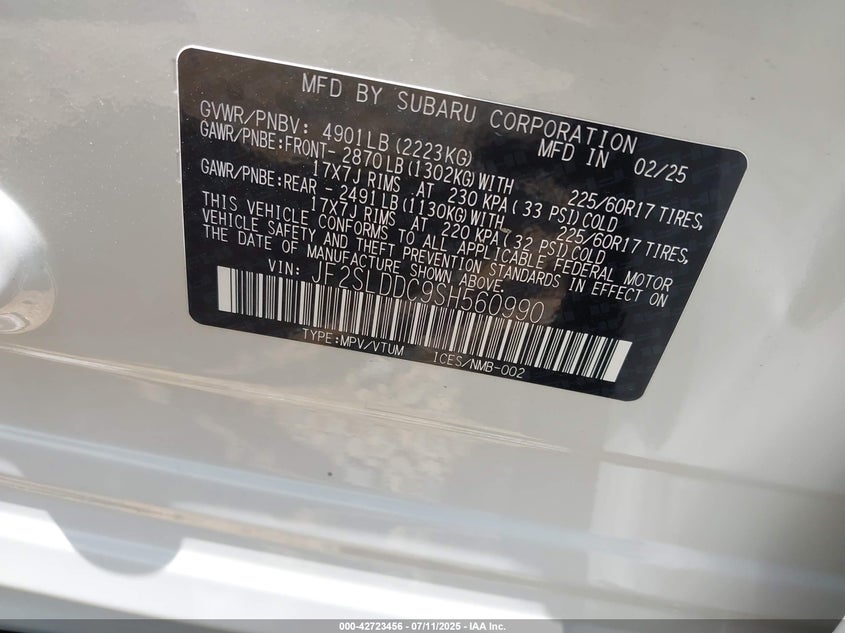 MFD BY SUBARU CORPORATION
GVWR/PNBV: 4901LB(2223KG) MFD IN 02/25
GAWR/PNBE:FRONT- 2870LB(1302KG)WITH 225/60R17 TIRES,
17X7J RIMS AT 230 KPA( 33 PSI)COLD
GAWR/PNBE:REAR - 2491LB(1130KG)WITH 225/60R17 TIRES,
17X7J RIMS AT 220 KPA( 32 PSI)COLD
THIS VEHICLE CONFORMS TO ALL APPLICABLE FEDERAL MOTOR
VEHICLE SAFETY AND THEFT PREVENTION STANDARDS IN EFFECT ON
THE DATE OF MANUFACTURE SHOWN ABOVE.
VIN: JF2SLDDC9SH560990
TYPE:MPV/VTUM ICES/NMB-002
000-42723456 - 07/11/2025 - IAA Inc.